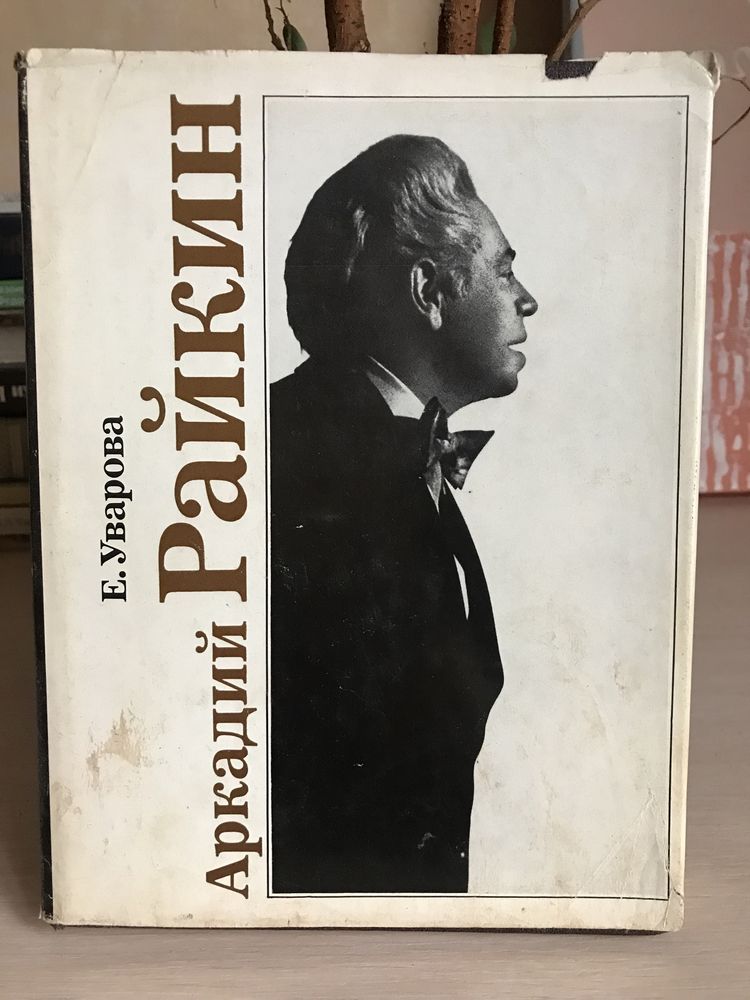 Е. Уварова
Аркадий Райкин